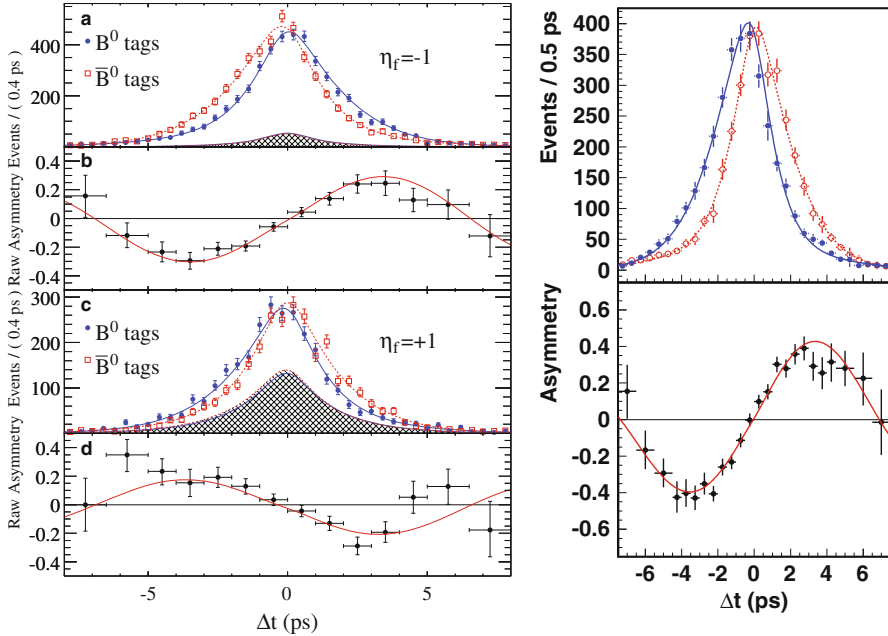 a
400
200
Events / ( 0.4 ps )
B⁰ tags
B̅⁰ tags
η_f=-1
b
0.4
0.2
0
-0.2
-0.4
Raw Asymmetry
c
300
200
100
Events / ( 0.4 ps )
B⁰ tags
B̅⁰ tags
η_f=+1
d
0.4
0.2
0
-0.2
-0.4
Raw Asymmetry
-5 0 5
Δt (ps)
400
350
300
250
200
150
100
50
0
Events / 0.5 ps
0.6
0.4
0.2
0
-0.2
-0.4
-0.6
Asymmetry
-6 -4 -2 0 2 4 6
Δt (ps)